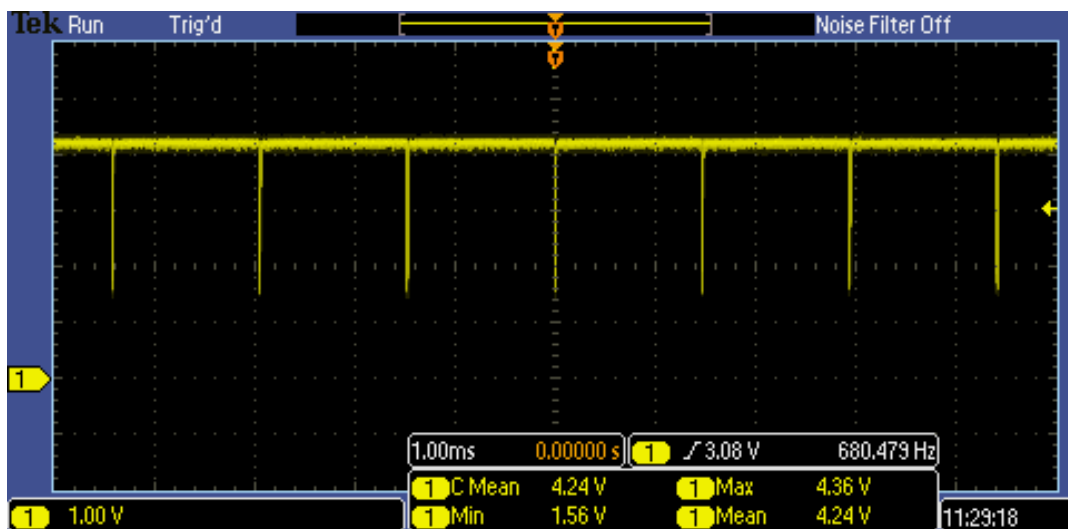 Tek Run Trig'd Noise Filter Off
T
T
1
1.00ms 0.00000 s 1 3.08 V 680.479 Hz
1 C Mean 4.24 V 1 Max 4.36 V
1 1.00 V 1 Min 1.56 V 1 Mean 4.24 V 11:29:18